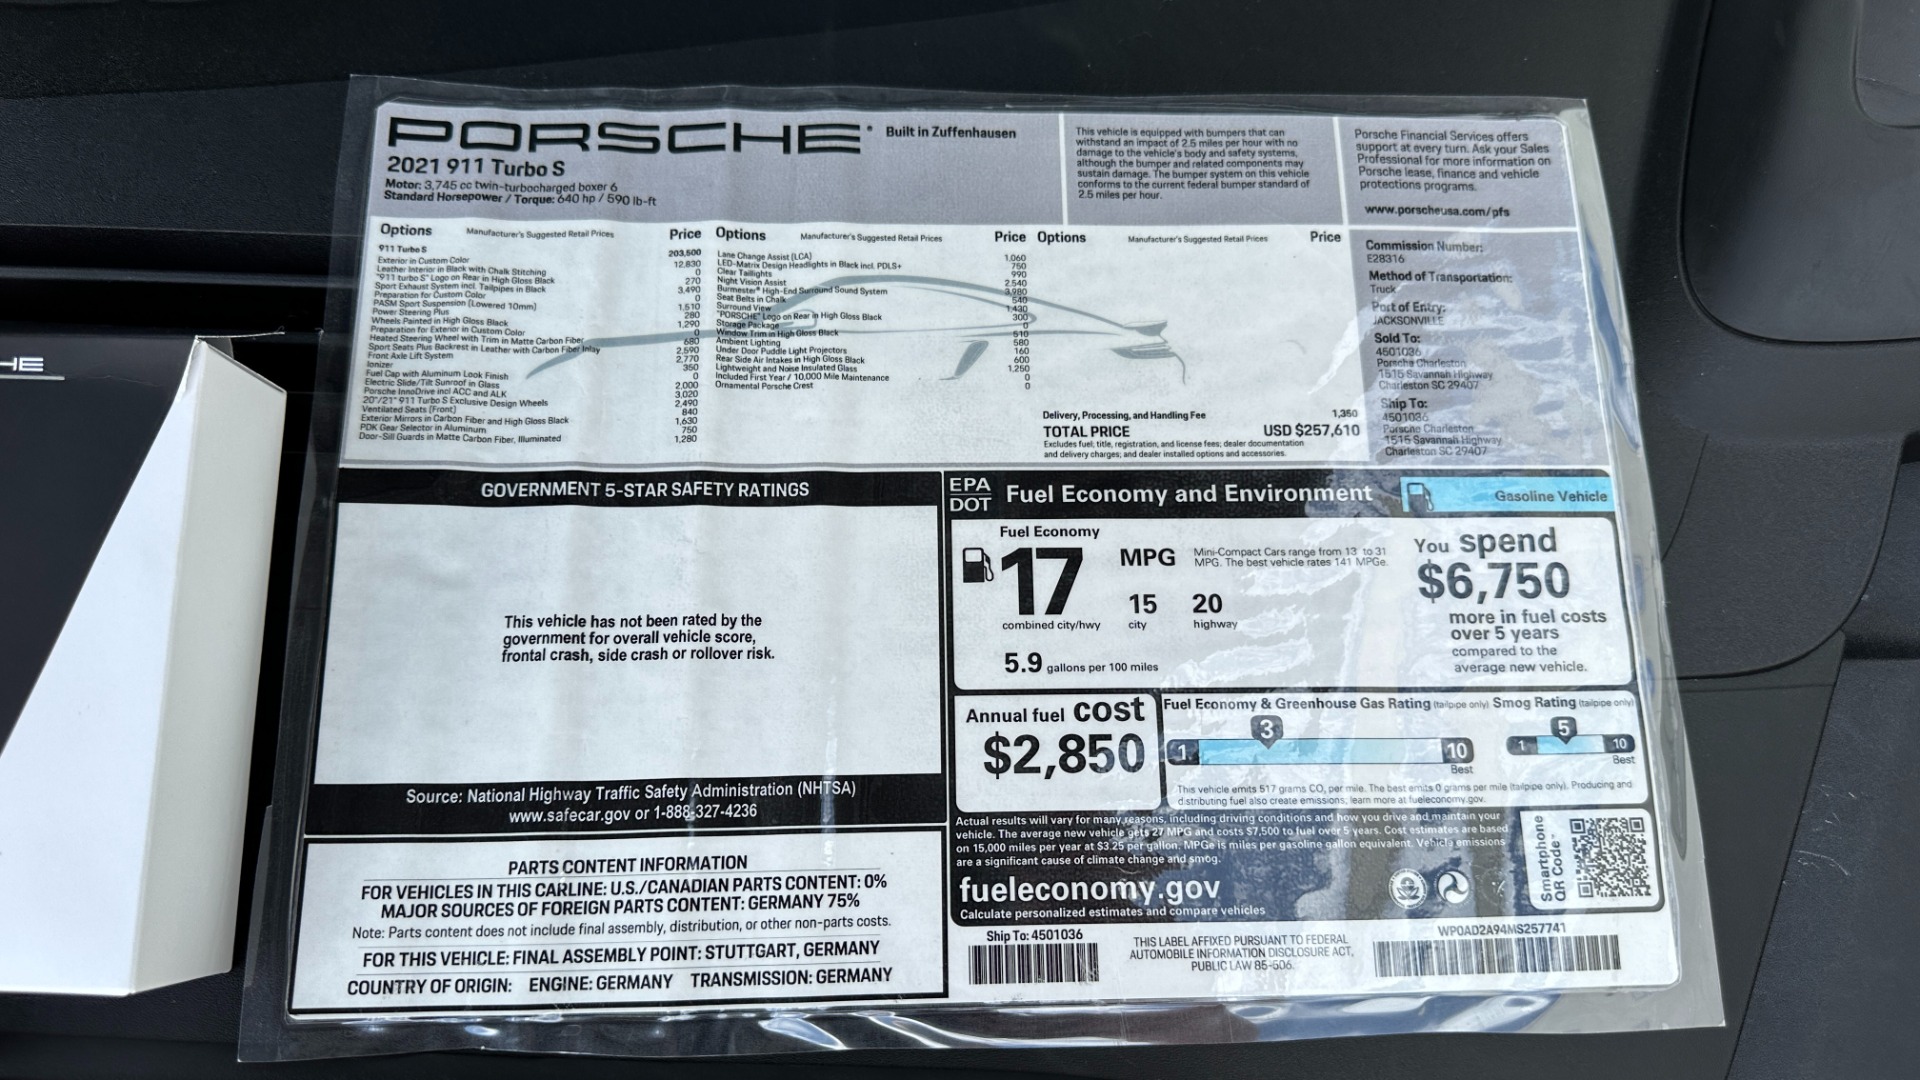 PORSCHE® Built in Zuffenhausen
2021 911 Turbo S
Motor: 3,745 cc twin-turbocharged boxer 6
Standard Horsepower / Torque: 640 hp / 590 lb-ft
This vehicle is equipped with bumpers that can
withstand an impact of 2.5 miles per hour with no
damage to the vehicle's body and safety systems,
although the bumper and related components may
sustain damage. The bumper system on this vehicle
conforms to the current federal bumper standard of
2.5 miles per hour.
Porsche Financial Services offers
support at every turn. Ask your Sales
Professional for more information on
Porsche lease, finance and vehicle
protections programs.
www.porscheusa.com/pfs
Options Manufacturer's Suggested Retail Prices Price
911 Turbo S 203,500
Exterior in Custom Color 12,830
Leather Interior in Black with Chalk Stitching 0
"911 turbo S" Logo on Rear in High Gloss Black 270
Sport Exhaust System incl. Tailpipes in Black 3,490
Preparation for Custom Color 0
PASM Sport Suspension (Lowered 10mm) 1,510
Power Steering Plus 280
Wheels Painted in High Gloss Black 1,290
Preparation for Exterior in Custom Color 0
Heated Steering Wheel with Trim in Matte Carbon Fiber 680
Sport Seats Plus Backrest in Leather with Carbon Fiber Inlay 2,590
Front Axle Lift System 2,770
Ionizer 350
Fuel Cap with Aluminum Look Finish 0
Electric Slide/Tilt Sunroof in Glass 2,000
Porsche InnoDrive incl ACC and ALK 3,020
20"/21" 911 Turbo S Exclusive Design Wheels 2,490
Ventilated Seats (Front) 840
Exterior Mirrors in Carbon Fiber and High Gloss Black 1,630
PDK Gear Selector in Aluminum 750
Door-Sill Guards in Matte Carbon Fiber, Illuminated 1,280
Options Manufacturer's Suggested Retail Prices Price
Lane Change Assist (LCA) 1,060
LED-Matrix Design Headlights in Black incl. PDLS+ 750
Clear Taillights 990
Night Vision Assist 2,540
Burmester® High-End Surround Sound System 3,980
Seat Belts in Chalk 540
Surround View 1,430
"PORSCHE" Logo on Rear in High Gloss Black 300
Storage Package 0
Window Trim in High Gloss Black 510
Ambient Lighting 580
Under Door Puddle Light Projectors 160
Rear Side Air Intakes in High Gloss Black 600
Lightweight and Noise Insulated Glass 1,250
Included First Year / 10,000 Mile Maintenance 0
Ornamental Porsche Crest 0
Options Manufacturer's Suggested Retail Prices Price
Delivery, Processing, and Handling Fee 1,350
TOTAL PRICE USD $257,610
Excludes fuel, title, registration, and license fees; dealer documentation
and delivery charges; and dealer installed options and accessories.
Commission Number:
E28316
Method of Transportation:
Truck
Port of Entry:
JACKSONVILLE
Sold To:
4501036
Porsche Charleston
1515 Savannah Highway
Charleston SC 29407
Ship To:
4501036
Porsche Charleston
1515 Savannah Highway
Charleston SC 29407
HE
GOVERNMENT 5-STAR SAFETY RATINGS
This vehicle has not been rated by the
government for overall vehicle score,
frontal crash, side crash or rollover risk.
Source: National Highway Traffic Safety Administration (NHTSA)
www.safecar.gov or 1-888-327-4236
PARTS CONTENT INFORMATION
FOR VEHICLES IN THIS CARLINE: U.S./CANADIAN PARTS CONTENT: 0%
MAJOR SOURCES OF FOREIGN PARTS CONTENT: GERMANY 75%
Note: Parts content does not include final assembly, distribution, or other non-parts costs.
FOR THIS VEHICLE: FINAL ASSEMBLY POINT: STUTTGART, GERMANY
COUNTRY OF ORIGIN: ENGINE: GERMANY TRANSMISSION: GERMANY
EPA
DOT
Fuel Economy and Environment
Gasoline Vehicle
Fuel Economy
17 MPG
combined city/hwy
15
city
20
highway
5.9 gallons per 100 miles
Mini-Compact Cars range from 13 to 31
MPG. The best vehicle rates 141 MPGe.
You spend
$6,750
more in fuel costs
over 5 years
compared to the
average new vehicle.
Annual fuel cost
$2,850
Fuel Economy & Greenhouse Gas Rating (tailpipe only)
3
1
10
Best
Smog Rating (tailpipe only)
5
1
10
Best
This vehicle emits 517 grams CO2 per mile. The best emits 0 grams per mile (tailpipe only). Producing and
distributing fuel also create emissions; learn more at fueleconomy.gov.
Actual results will vary for many reasons, including driving conditions and how you drive and maintain your
vehicle. The average new vehicle gets 27 MPG and costs $7,500 to fuel over 5 years. Cost estimates are based
on 15,000 miles per year at $3.25 per gallon. MPGe is miles per gasoline gallon equivalent. Vehicle emissions
are a significant cause of climate change and smog.
fueleconomy.gov
Calculate personalized estimates and compare vehicles
Smartphone
QR Code™
Ship To: 4501036
THIS LABEL AFFIXED PURSUANT TO FEDERAL
AUTOMOBILE INFORMATION DISCLOSURE ACT,
PUBLIC LAW 85-506.
WP0AD2A94MS257741